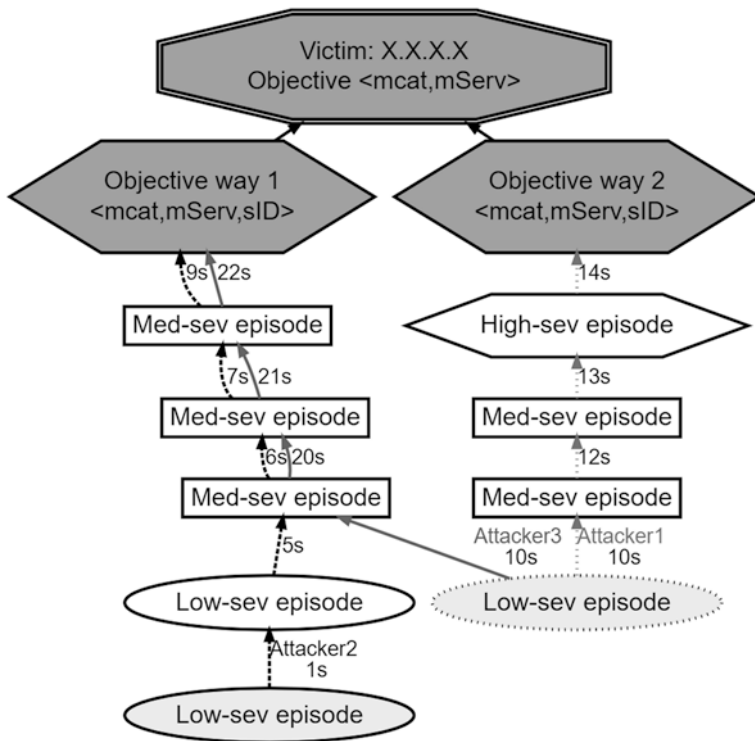 Victim: X.X.X.X
Objective <mcat,mServ>
Objective way 1
<mcat,mServ,sID>
Objective way 2
<mcat,mServ,sID>
9s
22s
14s
Med-sev episode
High-sev episode
7s
21s
13s
Med-sev episode
Med-sev episode
6s
20s
12s
Med-sev episode
Med-sev episode
5s
Attacker3
10s
Attacker1
10s
Low-sev episode
Low-sev episode
Attacker2
1s
Low-sev episode